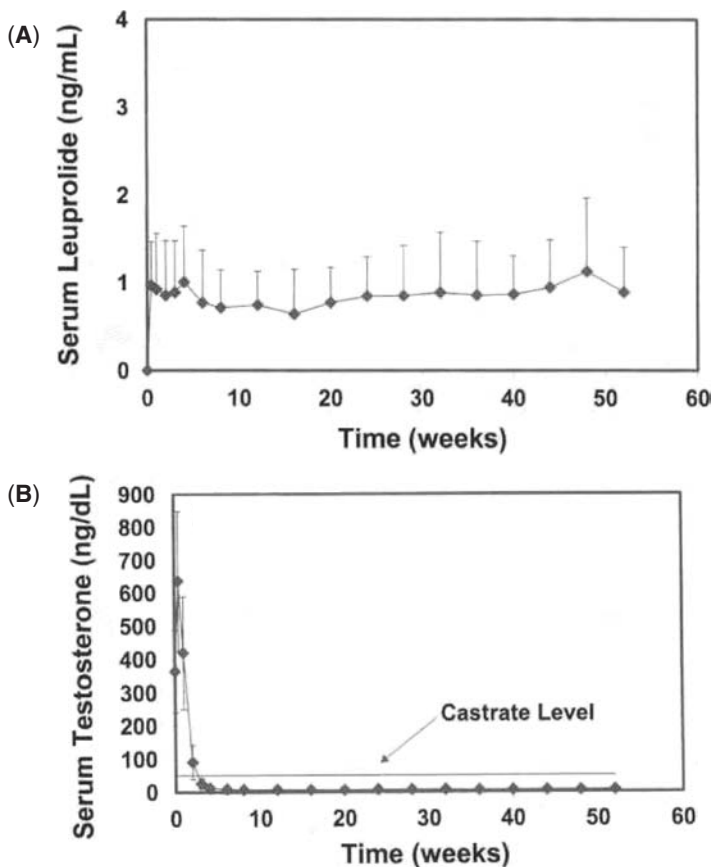 (A)
Serum Leuprolide (ng/mL)
4
3
2
1
0
0 10 20 30 40 50 60
Time (weeks)
(B)
Serum Testosterone (ng/dL)
900
800
700
600
500
400
300
200
100
0
Castrate Level
0 10 20 30 40 50 60
Time (weeks)